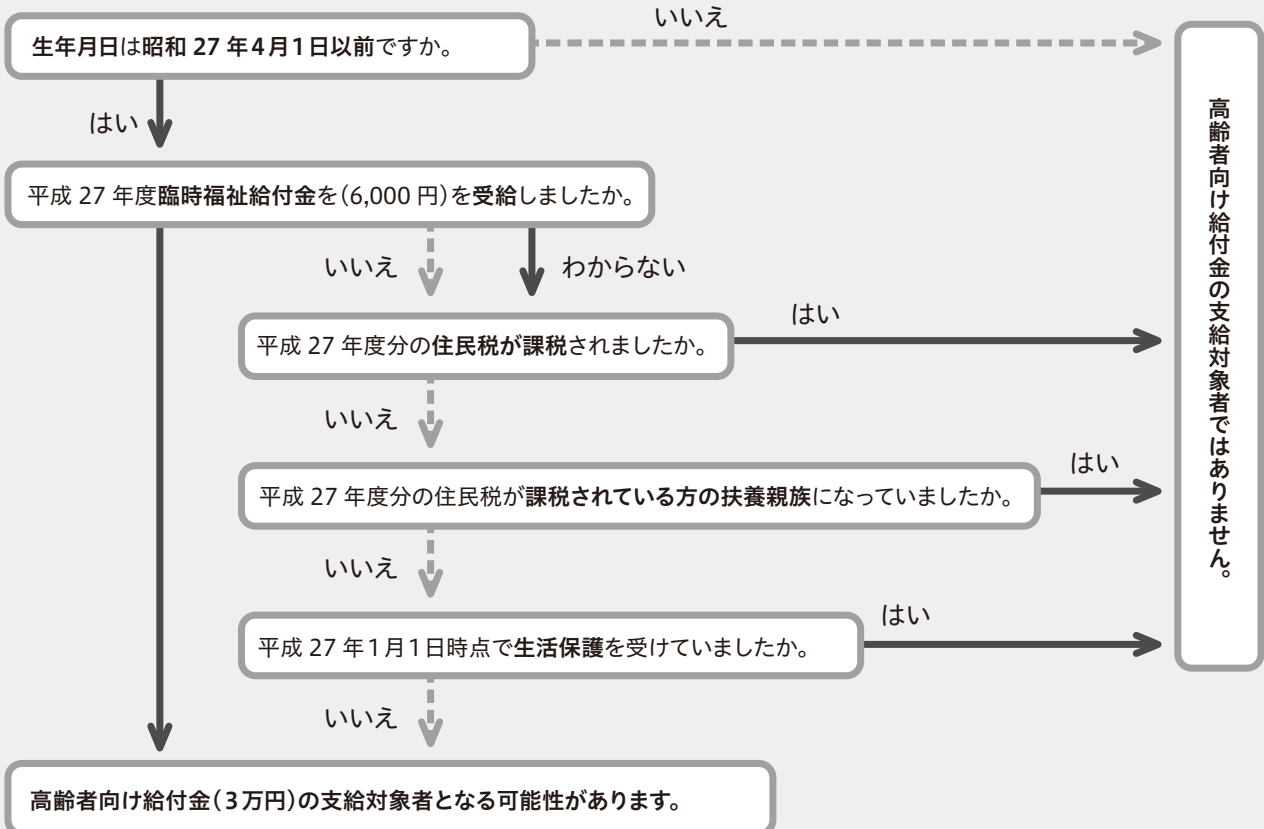 いいえ
生年月日は昭和 27 年4月1日以前ですか。
はい
平成 27 年度臨時福祉給付金を（6,000 円）を受給しましたか。
いいえ
わからない
はい
平成 27 年度分の住民税が課税されましたか。
いいえ
はい
平成 27 年度分の住民税が課税されている方の扶養親族になっていましたか。
いいえ
はい
平成 27 年1月1日時点で生活保護を受けていましたか。
いいえ
高齢者向け給付金（3万円）の支給対象者となる可能性があります。
高齢者向け給付金の支給対象者ではありません。